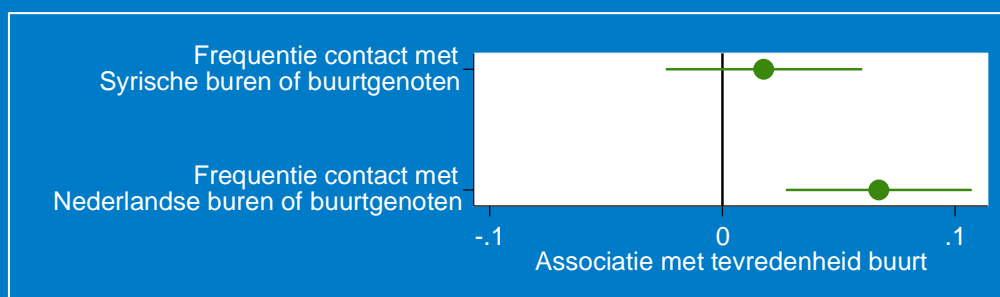 Frequentie contact met
Syrische buren of buurtgenoten
Frequentie contact met
Nederlandse buren of buurtgenoten
-.1 0 .1
Associatie met tevredenheid buurt